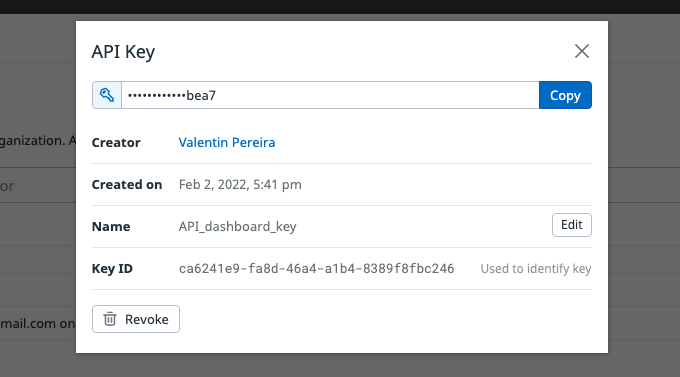 API Key
••••••••••••bea7
Copy
Creator
Valentin Pereira
Created on
Feb 2, 2022, 5:41 pm
Name
API_dashboard_key
Edit
Key ID
ca6241e9-fa8d-46a4-a1b4-8389f8fbc246
Used to identify key
Revoke
ganization. A
or
mail.com on